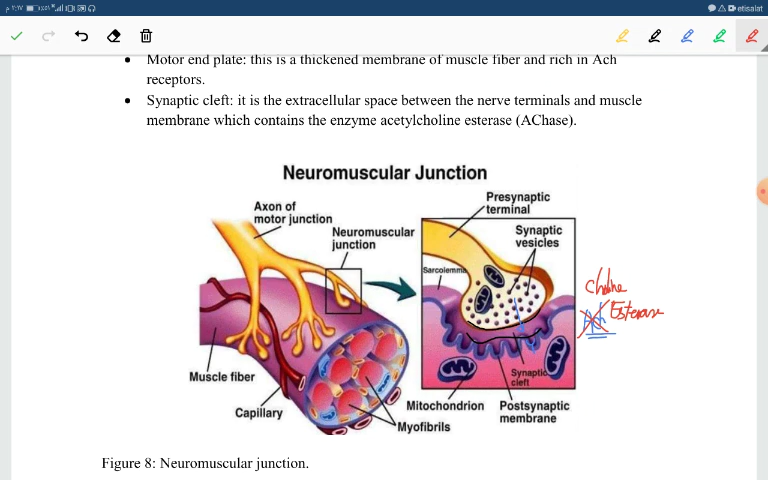 etisalat
• Motor end plate: this is a thickened membrane of muscle fiber and rich in Ach
receptors.
• Synaptic cleft: it is the extracellular space between the nerve terminals and muscle
membrane which contains the enzyme acetylcholine esterase (AChase).
Neuromuscular Junction
Axon of
motor junction
Neuromuscular
junction
Presynaptic
terminal
Synaptic
vesicles
Sarcolemma
Choline
Esterase
Ach
Muscle fiber
Synaptic
cleft
Capillary
Mitochondrion
Postsynaptic
membrane
Myofibrils
Figure 8: Neuromuscular junction.